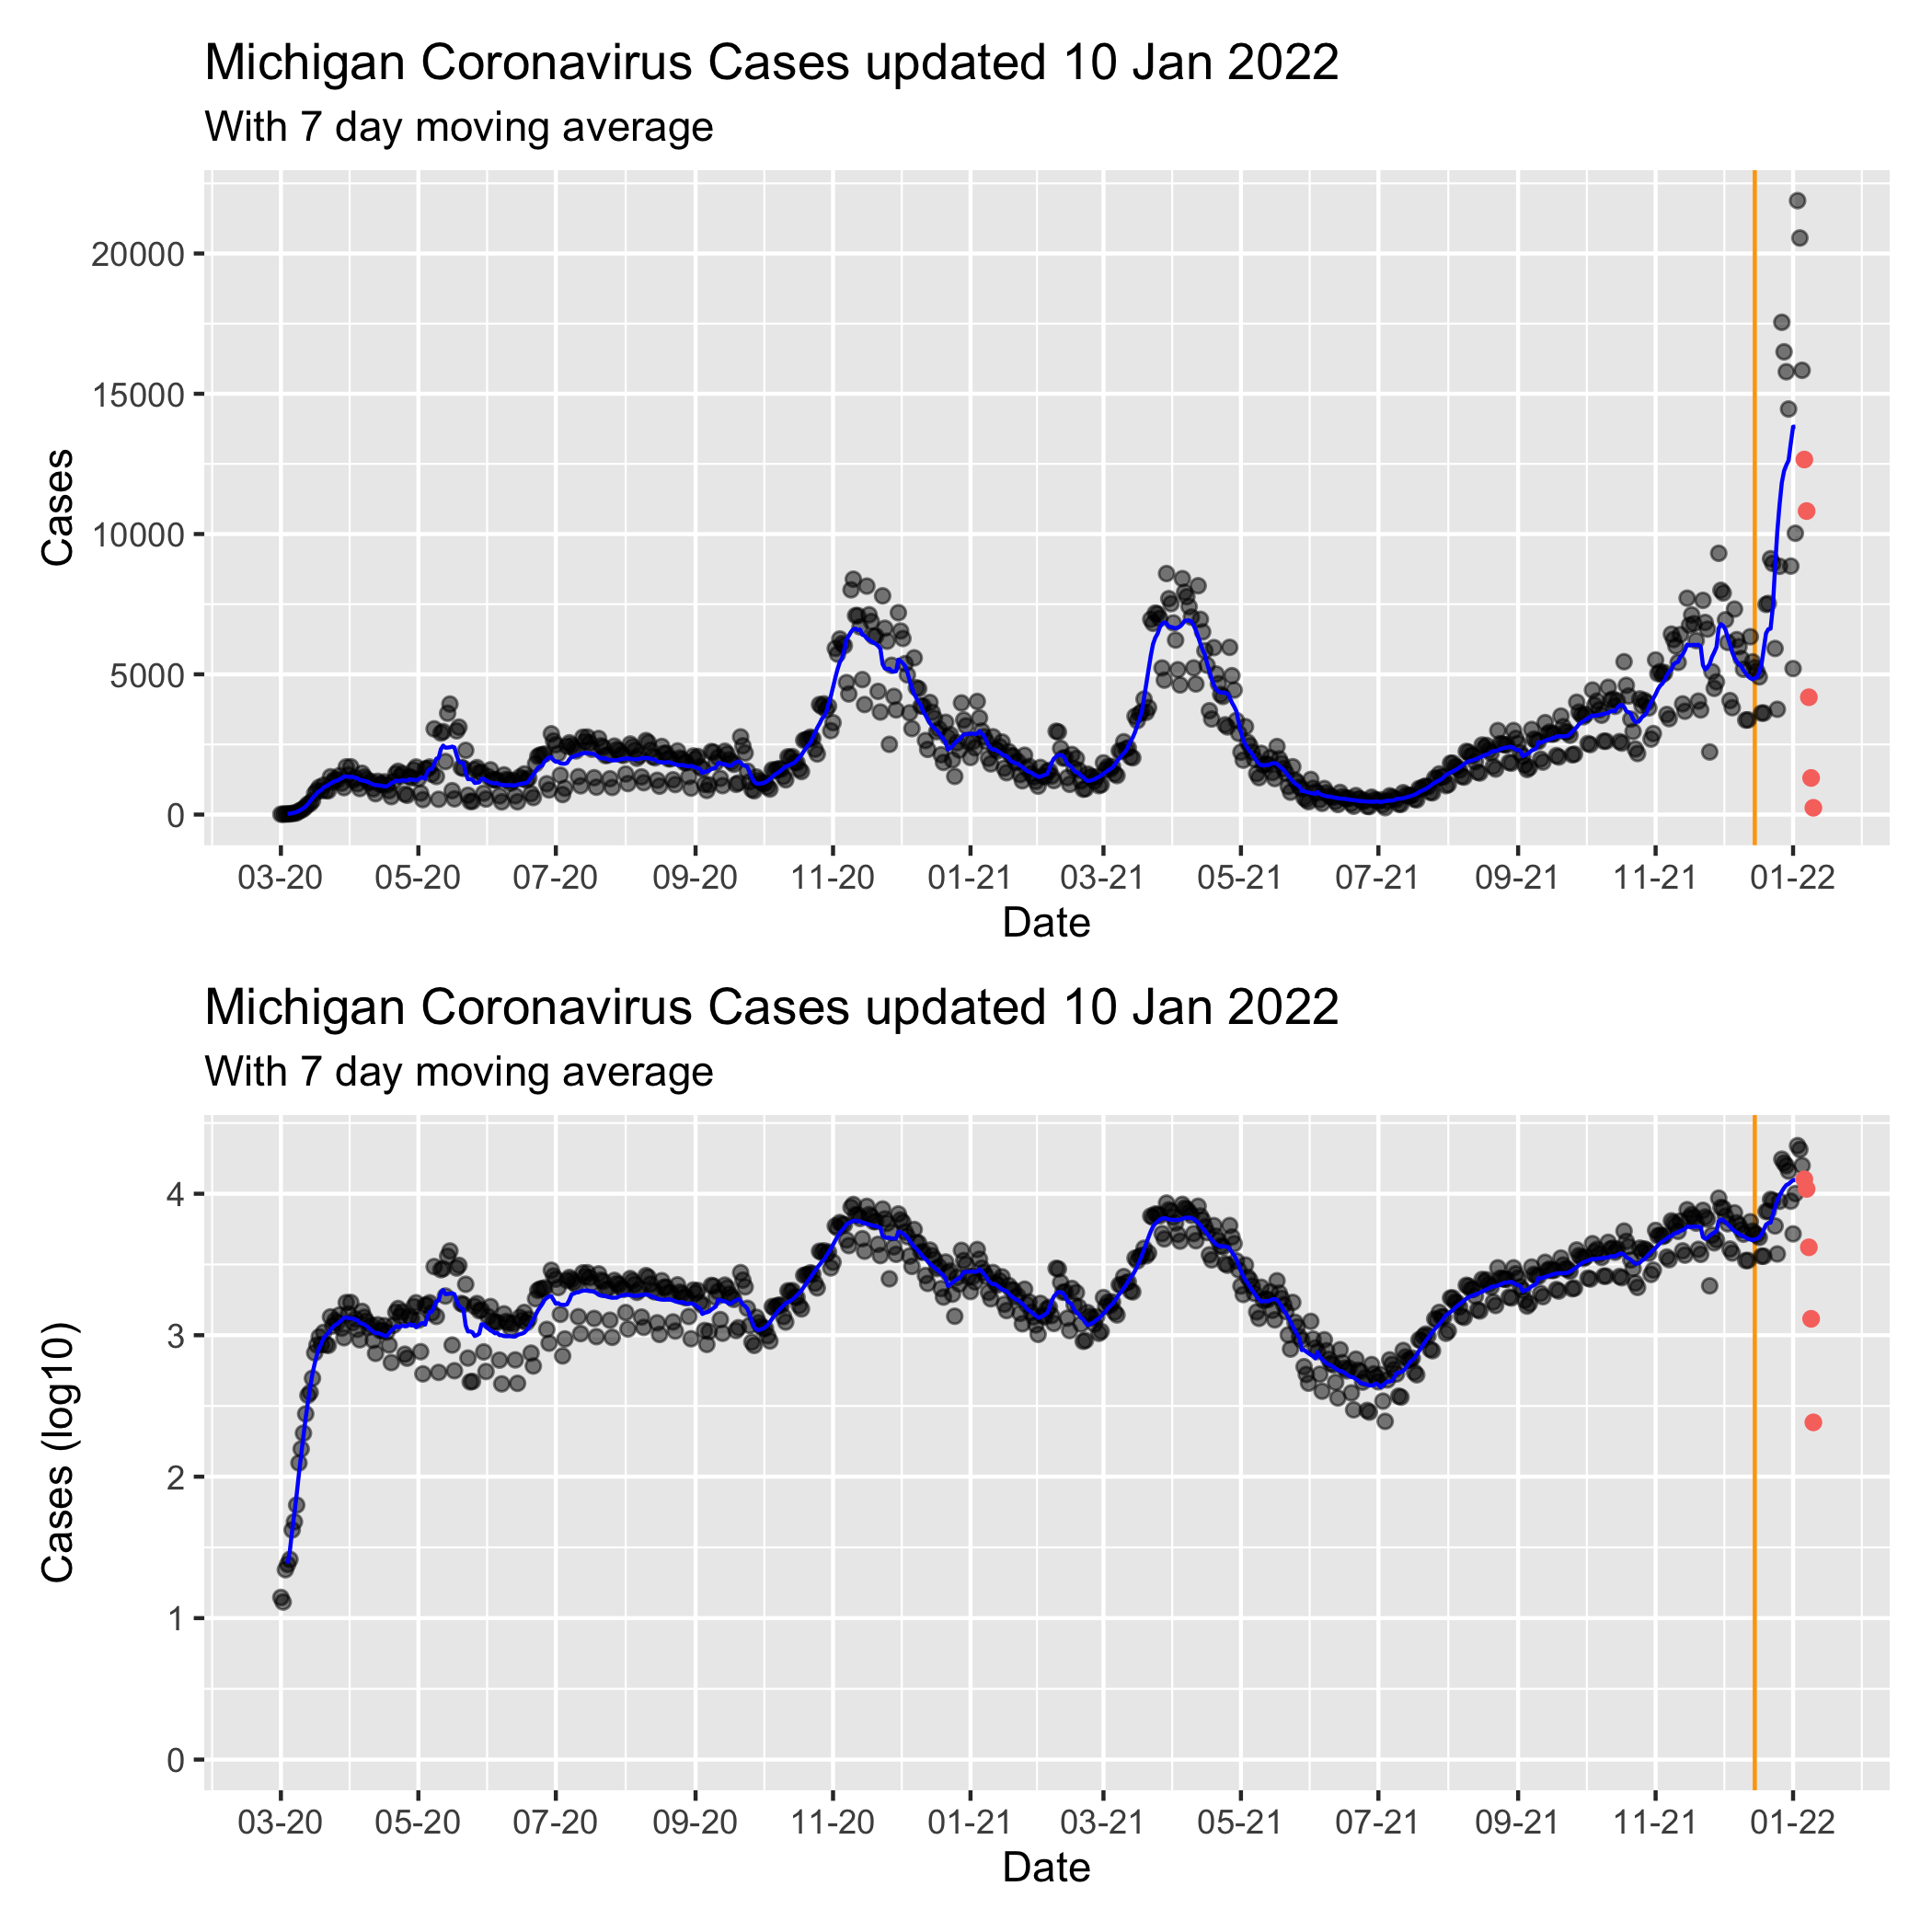 Michigan Coronavirus Cases updated 10 Jan 2022
With 7 day moving average
20000
15000
10000
5000
0
Cases
03-20 05-20 07-20 09-20 11-20 01-21 03-21 05-21 07-21 09-21 11-21 01-22
Date
Michigan Coronavirus Cases updated 10 Jan 2022
With 7 day moving average
4
3
2
1
0
Cases (log10)
03-20 05-20 07-20 09-20 11-20 01-21 03-21 05-21 07-21 09-21 11-21 01-22
Date